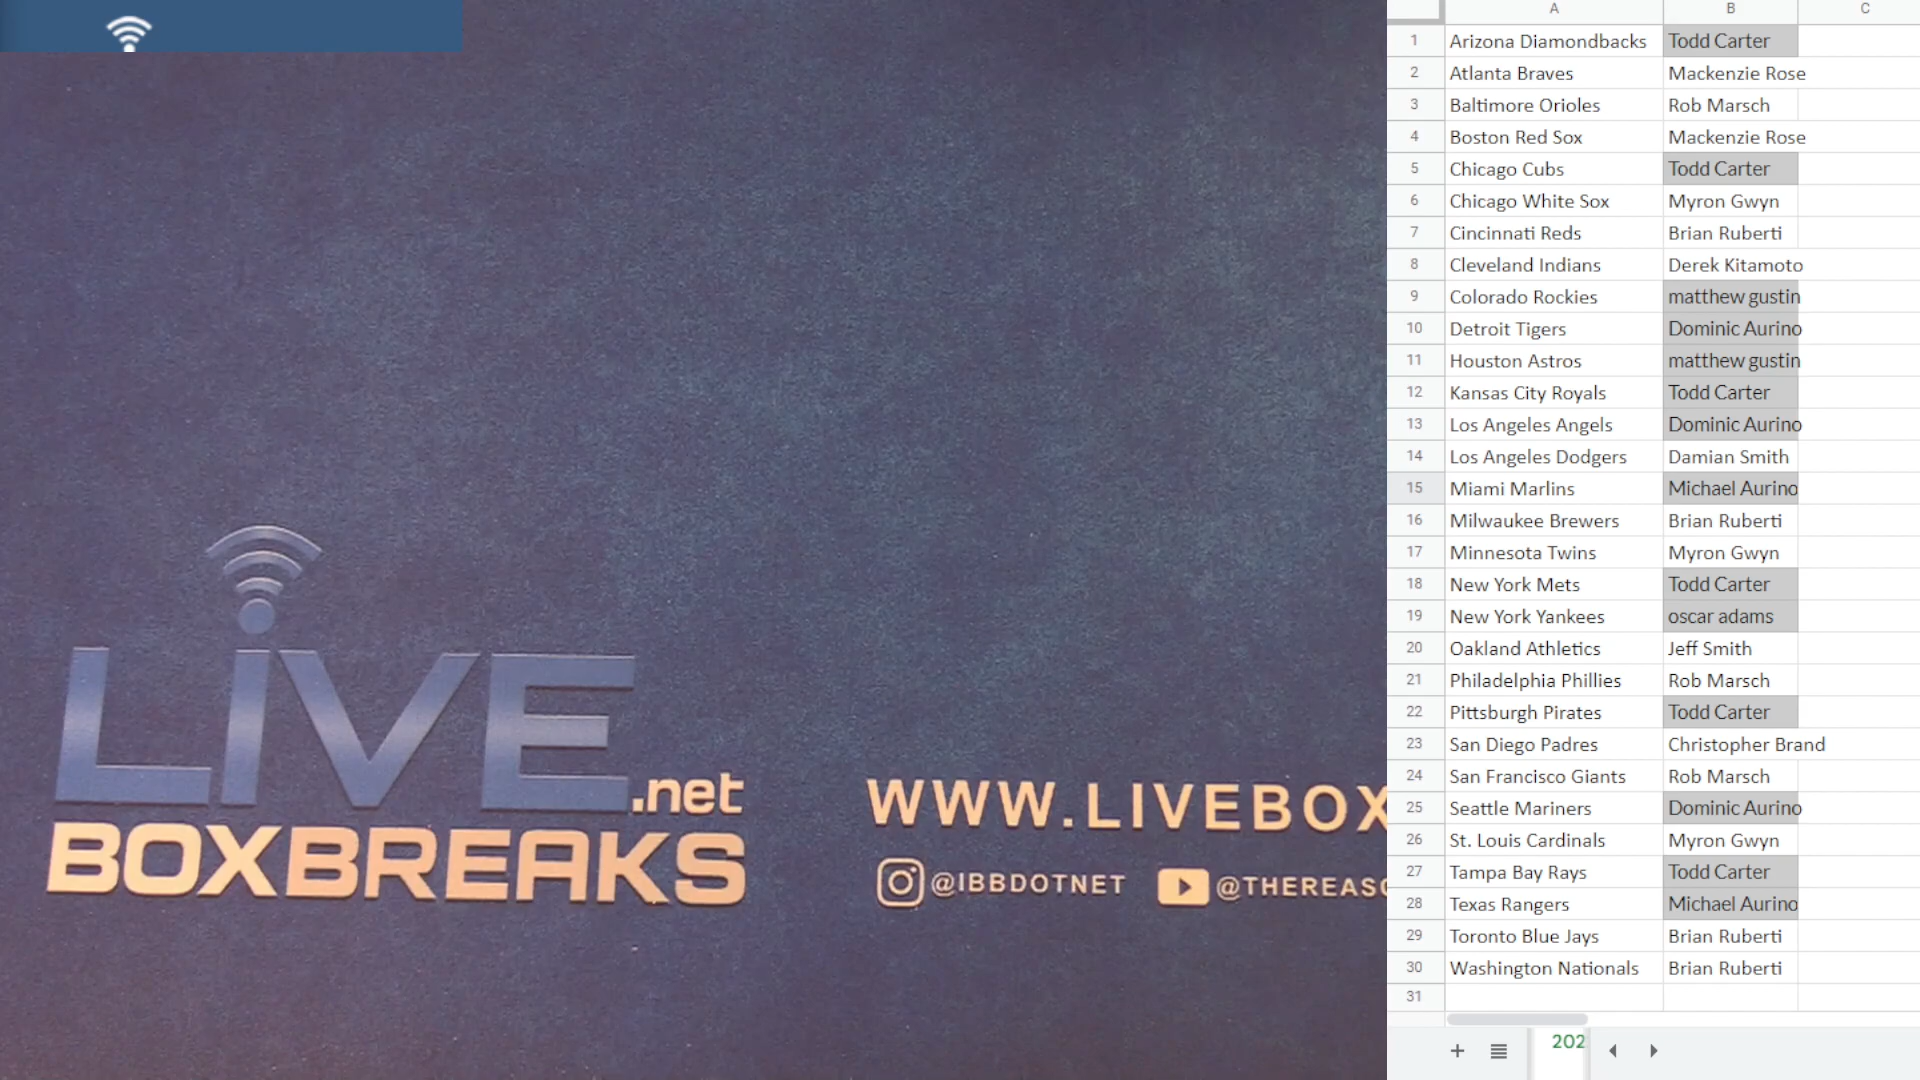 LiVE.net
BOXBREAKS
WWW.LIVEBOX
@IBBDOTNET @THEREASO
A B C
1 Arizona Diamondbacks Todd Carter
2 Atlanta Braves Mackenzie Rose
3 Baltimore Orioles Rob Marsch
4 Boston Red Sox Mackenzie Rose
5 Chicago Cubs Todd Carter
6 Chicago White Sox Myron Gwyn
7 Cincinnati Reds Brian Ruberti
8 Cleveland Indians Derek Kitamoto
9 Colorado Rockies matthew gustin
10 Detroit Tigers Dominic Aurino
11 Houston Astros matthew gustin
12 Kansas City Royals Todd Carter
13 Los Angeles Angels Dominic Aurino
14 Los Angeles Dodgers Damian Smith
15 Miami Marlins Michael Aurino
16 Milwaukee Brewers Brian Ruberti
17 Minnesota Twins Myron Gwyn
18 New York Mets Todd Carter
19 New York Yankees oscar adams
20 Oakland Athletics Jeff Smith
21 Philadelphia Phillies Rob Marsch
22 Pittsburgh Pirates Todd Carter
23 San Diego Padres Christopher Brand
24 San Francisco Giants Rob Marsch
25 Seattle Mariners Dominic Aurino
26 St. Louis Cardinals Myron Gwyn
27 Tampa Bay Rays Todd Carter
28 Texas Rangers Michael Aurino
29 Toronto Blue Jays Brian Ruberti
30 Washington Nationals Brian Ruberti
31
202